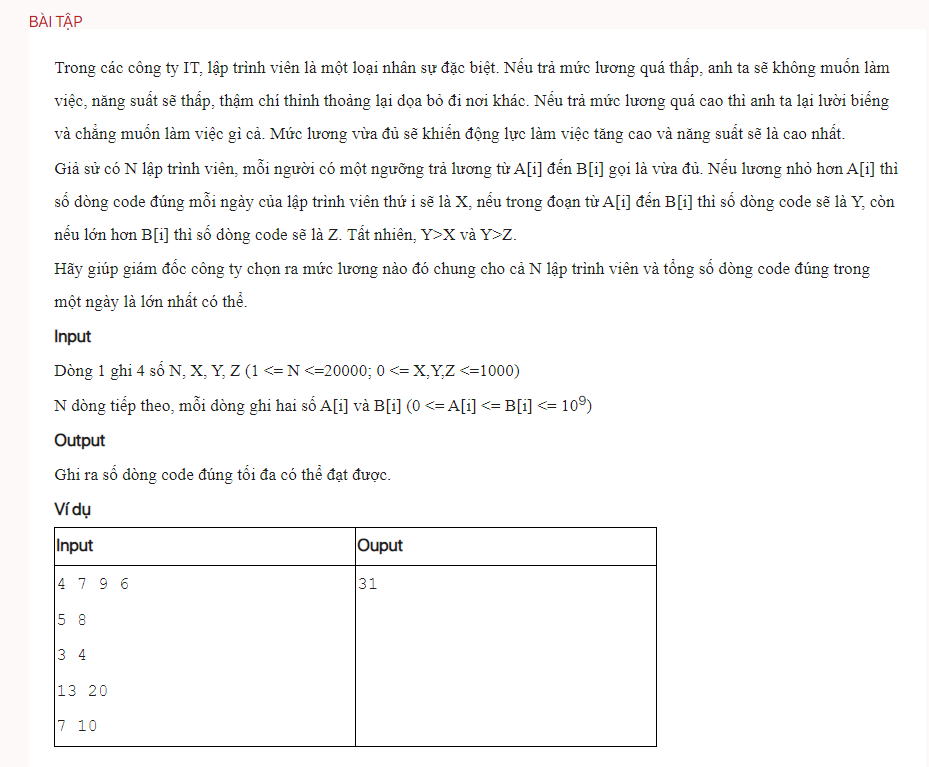 BÀI TẬP
Trong các công ty IT, lập trình viên là một loại nhân sự đặc biệt. Nếu trả mức lương quá thấp, anh ta sẽ không muốn làm
việc, năng suất sẽ thấp, thậm chí thỉnh thoảng lại dọa bỏ đi nơi khác. Nếu trả mức lương quá cao thì anh ta lại lười biếng
và chẳng muốn làm việc gì cả. Mức lương vừa đủ sẽ khiến động lực làm việc tăng cao và năng suất sẽ là cao nhất.
Giả sử có N lập trình viên, mỗi người có một ngưỡng trả lương từ A[i] đến B[i] gọi là vừa đủ. Nếu lương nhỏ hơn A[i] thì
số dòng code đúng mỗi ngày của lập trình viên thứ i sẽ là X, nếu trong đoạn từ A[i] đến B[i] thì số dòng code sẽ là Y, còn
nếu lớn hơn B[i] thì số dòng code sẽ là Z. Tất nhiên, Y>X và Y>Z.
Hãy giúp giám đốc công ty chọn ra mức lương nào đó chung cho cả N lập trình viên và tổng số dòng code đúng trong
một ngày là lớn nhất có thể.
Input
Dòng 1 ghi 4 số N, X, Y, Z (1 <= N <=20000; 0 <= X,Y,Z <=1000)
N dòng tiếp theo, mỗi dòng ghi hai số A[i] và B[i] (0 <= A[i] <= B[i] <= 10⁹)
Output
Ghi ra số dòng code đúng tối đa có thể đạt được.
Ví dụ
Input Ouput
4 7 9 6 31
5 8
3 4
13 20
7 10